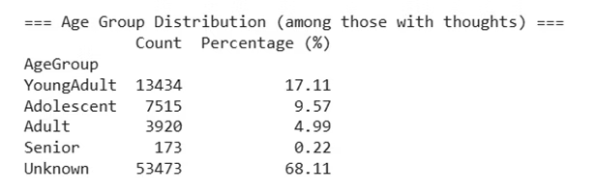 === Age Group Distribution (among those with thoughts) ===
Count Percentage (%)
AgeGroup
YoungAdult 13434 17.11
Adolescent 7515 9.57
Adult 3920 4.99
Senior 173 0.22
Unknown 53473 68.11